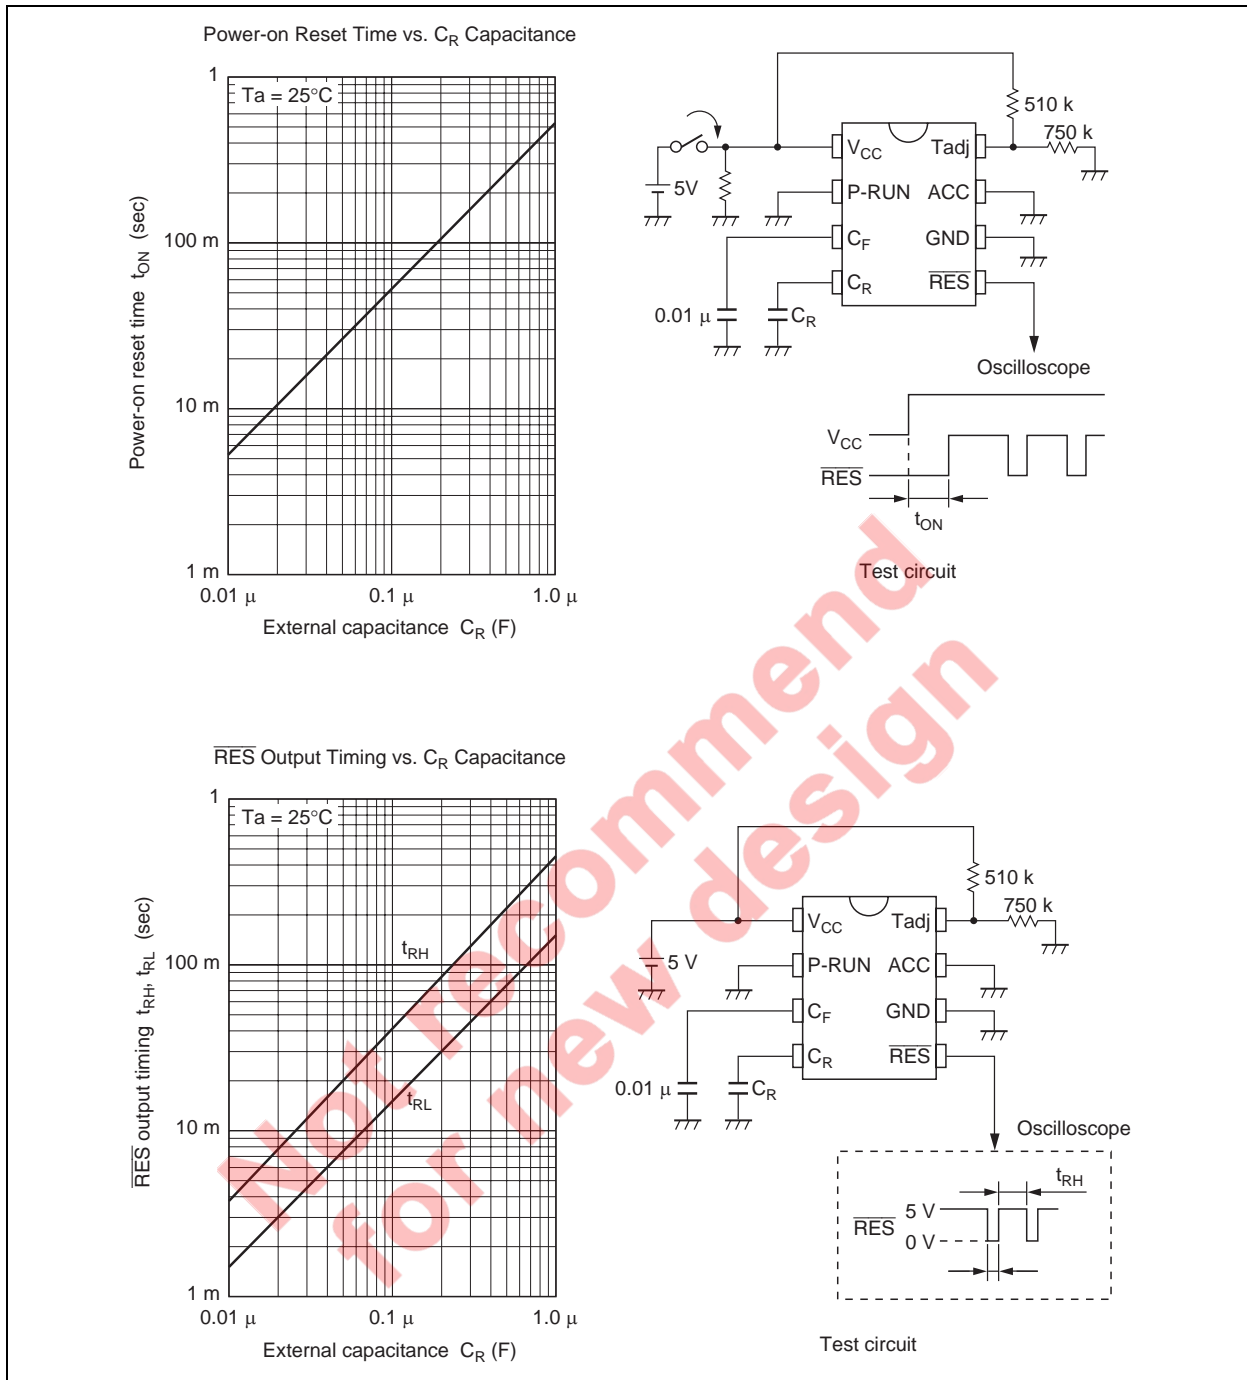 Power-on Reset Time vs. CR Capacitance
Ta = 25°C
1
100 m
10 m
1 m
0.01 μ
0.1 μ
1.0 μ
Power-on reset time tON (sec)
External capacitance CR (F)
510 k
750 k
5V
VCC
Tadj
P-RUN
ACC
CF
GND
CR
RES
0.01 μ
CR
Oscilloscope
VCC
RES
tON
Test circuit
RES Output Timing vs. CR Capacitance
Ta = 25°C
1
100 m
10 m
1 m
0.01 μ
0.1 μ
1.0 μ
tRH
tRL
RES output timing tRH, tRL (sec)
External capacitance CR (F)
510 k
750 k
5 V
VCC
Tadj
P-RUN
ACC
CF
GND
CR
RES
0.01 μ
CR
Oscilloscope
tRH
5 V
RES
0 V
Test circuit
Not recommend
for new design